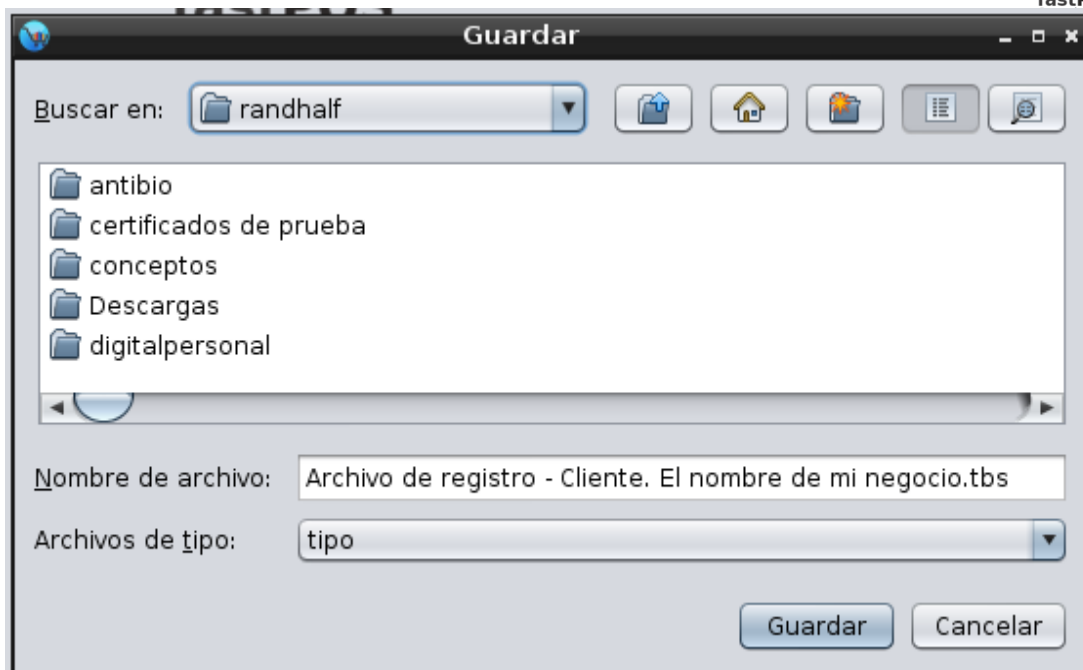 Guardar
Buscar en: randhalf
antibio
certificados de prueba
conceptos
Descargas
digitalpersonal
Nombre de archivo: Archivo de registro - Cliente. El nombre de mi negocio.tbs
Archivos de tipo: tipo
Guardar Cancelar